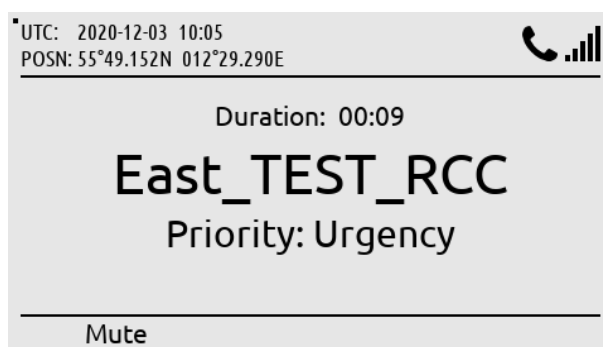 UTC: 2020-12-03 10:05
POSN: 55°49.152N 012°29.290E
Duration: 00:09
East_TEST_RCC
Priority: Urgency
Mute